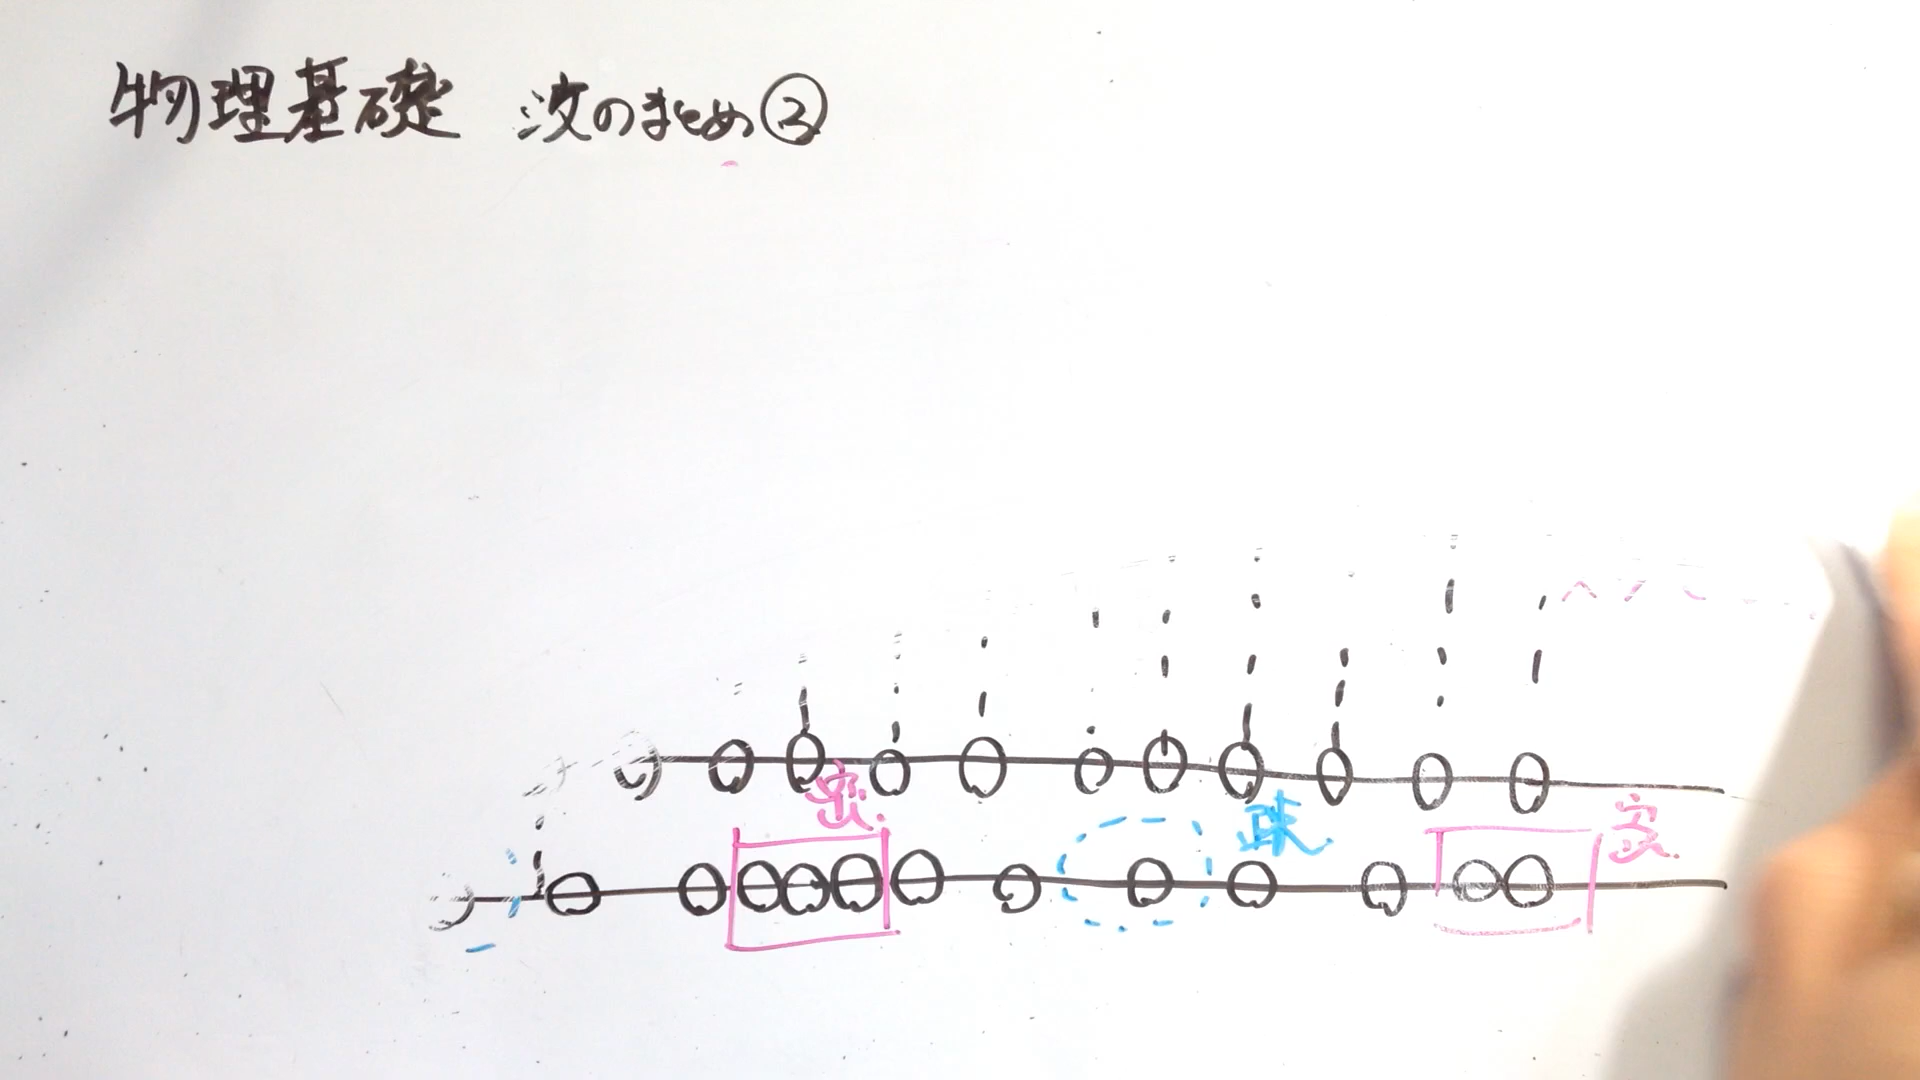 物理基礎 波のまとめ②
密
疎
密